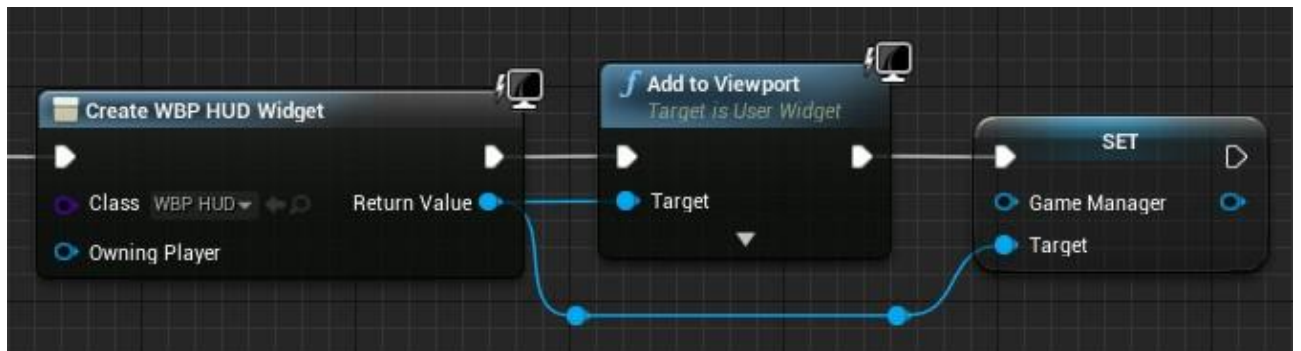 Create WBP HUD Widget
Class WBP HUD Return Value
Owning Player
f Add to Viewport
Target is User Widget
Target
SET
Game Manager
Target